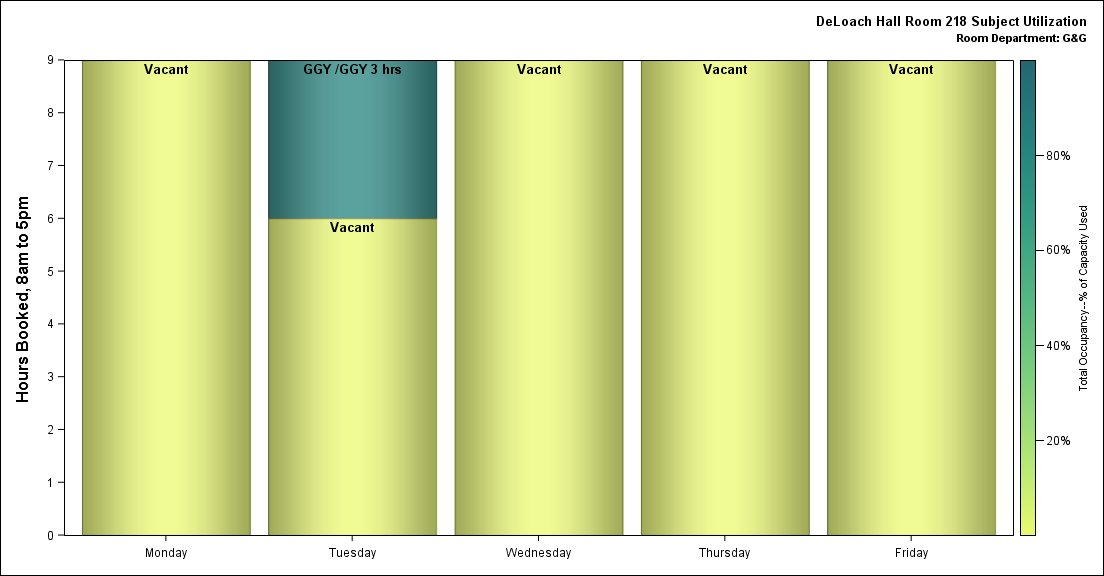 DeLoach Hall Room 218 Subject Utilization
Room Department: G&G
Hours Booked, 8am to 5pm
9
8
7
6
5
4
3
2
1
0
Vacant
GGY /GGY 3 hrs
Vacant
Vacant
Vacant
Vacant
Monday
Tuesday
Wednesday
Thursday
Friday
80%
60%
40%
20%
Total Occupancy--% of Capacity Used